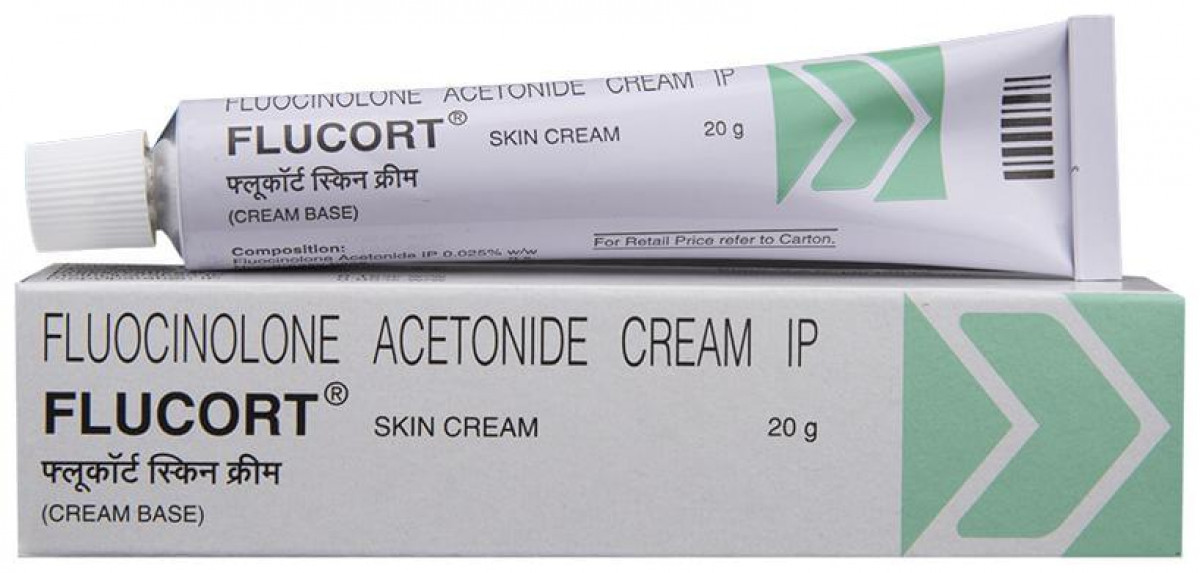 FLUOCINOLONE ACETONIDE CREAM IP
FLUCORT® SKIN CREAM 20 g
फ्लूकॉर्ट स्किन क्रीम
(CREAM BASE)
Composition:
Fluocinolone Acetonide IP 0.025% w/w
For Retail Price refer to Carton.
FLUOCINOLONE ACETONIDE CREAM IP
FLUCORT® SKIN CREAM 20 g
फ्लूकॉर्ट स्किन क्रीम
(CREAM BASE)